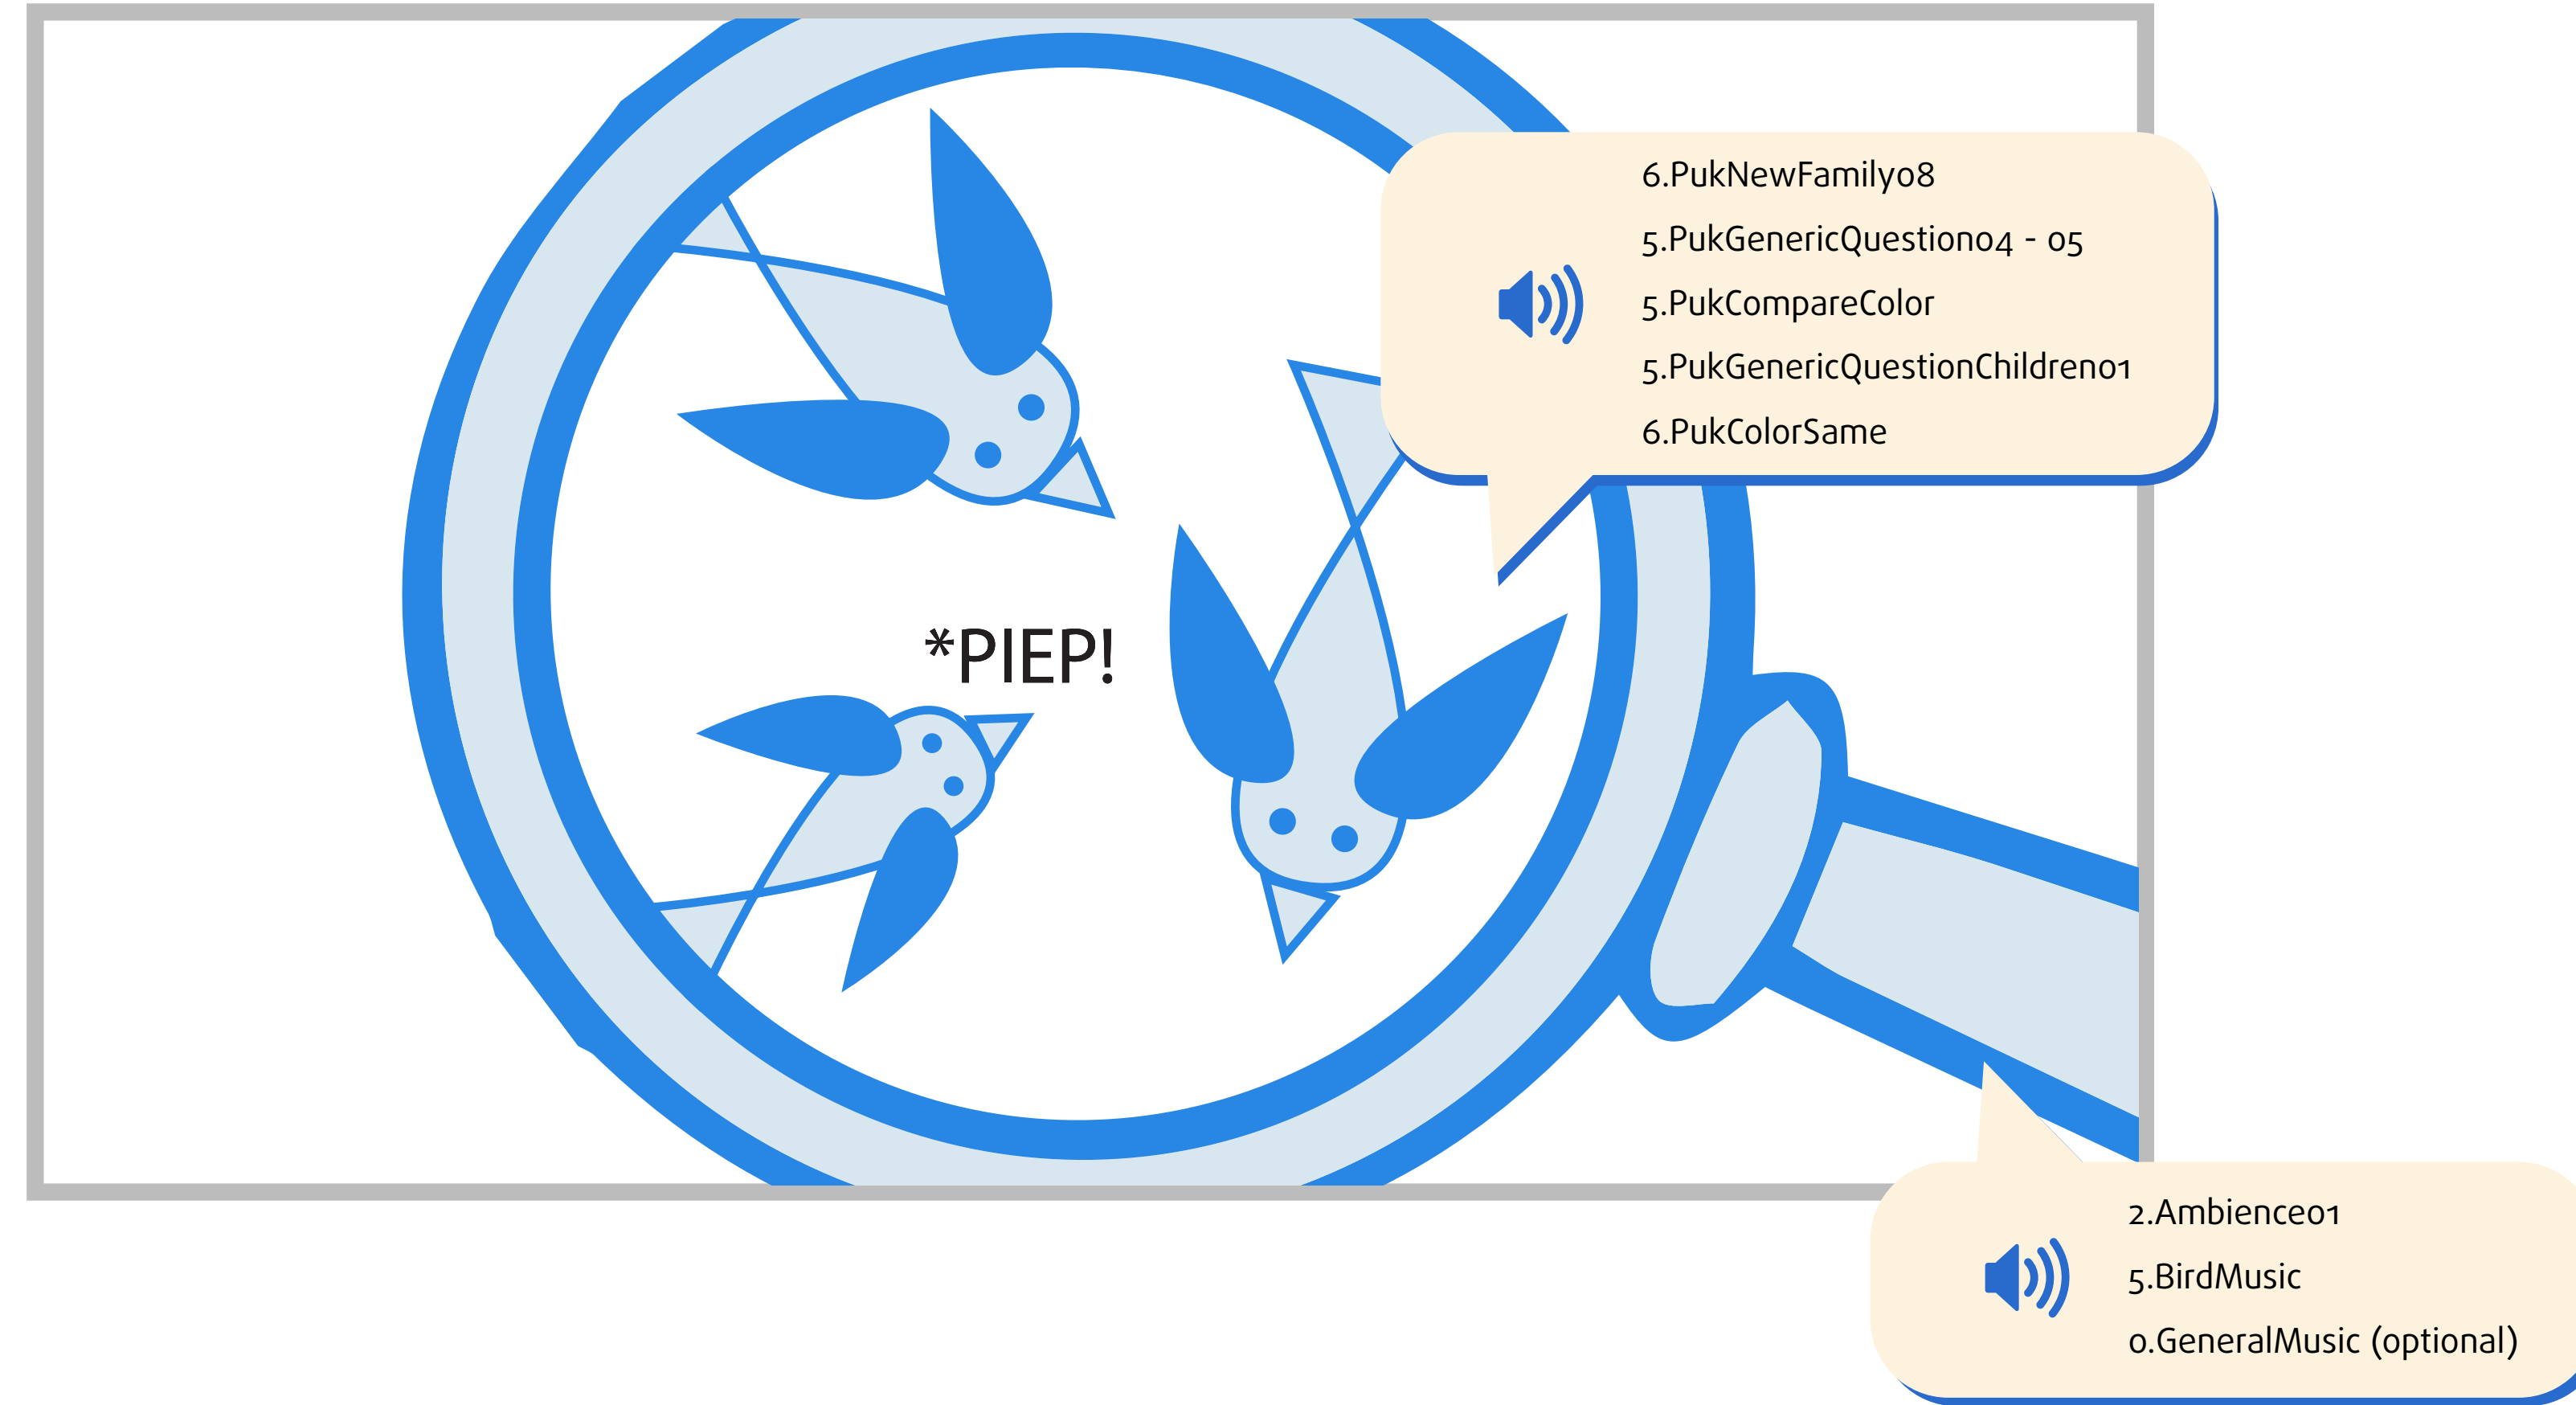 6.PukNewFamily08
5.PukGenericQuestion04 - 05
5.PukCompareColor
5.PukGenericQuestionChildren01
6.PukColorSame
*PIEP!
2.Ambience01
5.BirdMusic
0.GeneralMusic (optional)